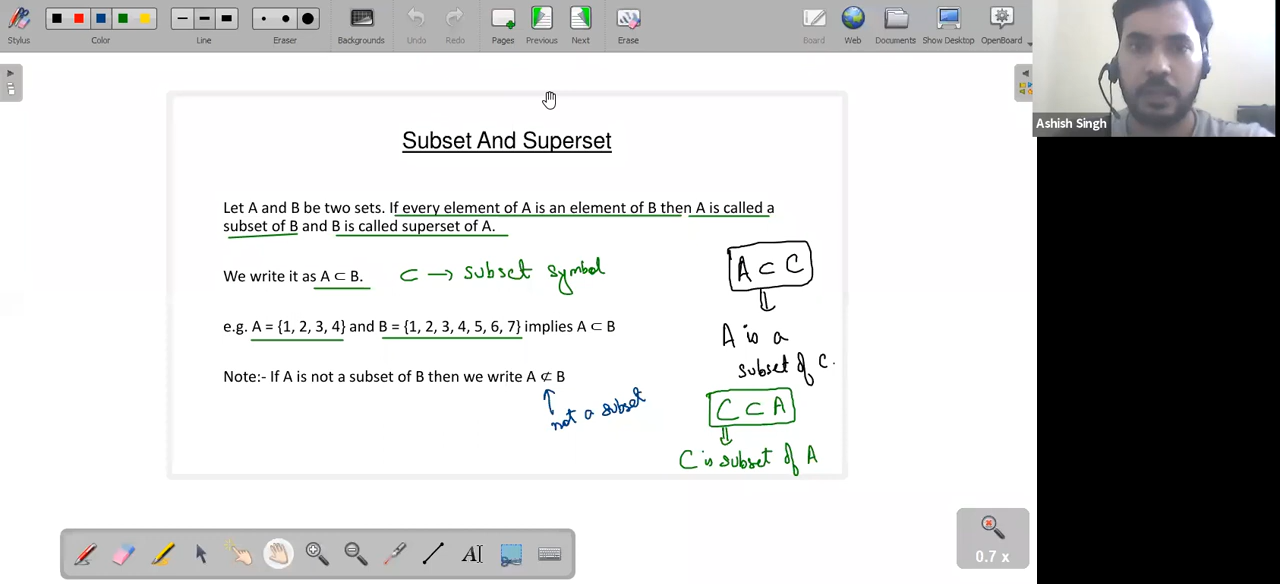 Stylus
Color
Line
Eraser
Backgrounds
Undo
Redo
Pages
Previous
Next
Erase
Board
Web
Documents
Show Desktop
OpenBoard
Ashish Singh
Subset And Superset
Let A and B be two sets. If every element of A is an element of B then A is called a
subset of B and B is called superset of A.
We write it as A ⊂ B.
⊂ → subset symbol
e.g. A = {1, 2, 3, 4} and B = {1, 2, 3, 4, 5, 6, 7} implies A ⊂ B
Note:- If A is not a subset of B then we write A ⊄ B
not a subset
A ⊂ C
A is a
subset of C.
C ⊂ A
C is subset of A
AI
0.7 x